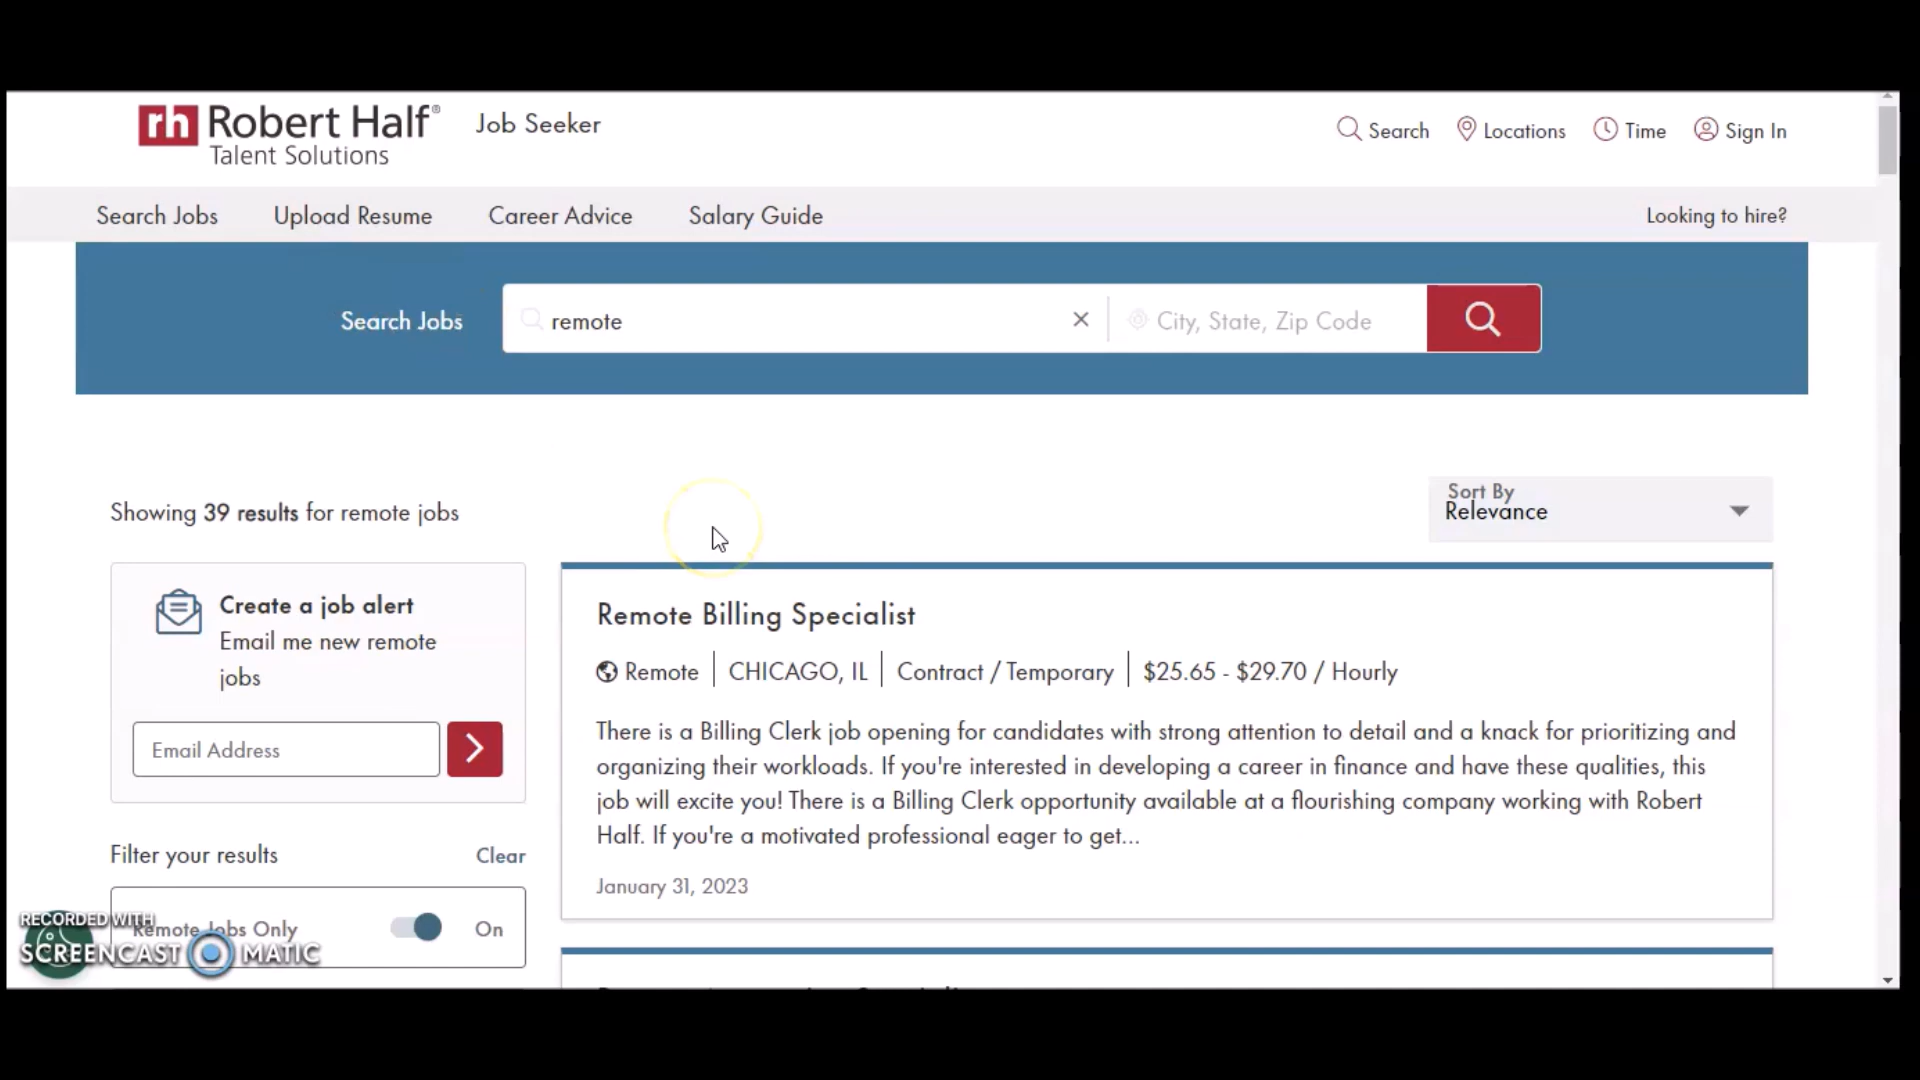 rh Robert Half®
Talent Solutions
Job Seeker
Search
Locations
Time
Sign In
Search Jobs
Upload Resume
Career Advice
Salary Guide
Looking to hire?
Search Jobs
remote
City, State, Zip Code
Showing 39 results for remote jobs
Sort By
Relevance
Create a job alert
Email me new remote
jobs
Email Address
Filter your results
Clear
Remote Jobs Only
On
Remote Billing Specialist
Remote | CHICAGO, IL | Contract / Temporary | $25.65 - $29.70 / Hourly
There is a Billing Clerk job opening for candidates with strong attention to detail and a knack for prioritizing and
organizing their workloads. If you're interested in developing a career in finance and have these qualities, this
job will excite you! There is a Billing Clerk opportunity available at a flourishing company working with Robert
Half. If you're a motivated professional eager to get...
January 31, 2023
RECORDED WITH
SCREENCAST MATIC